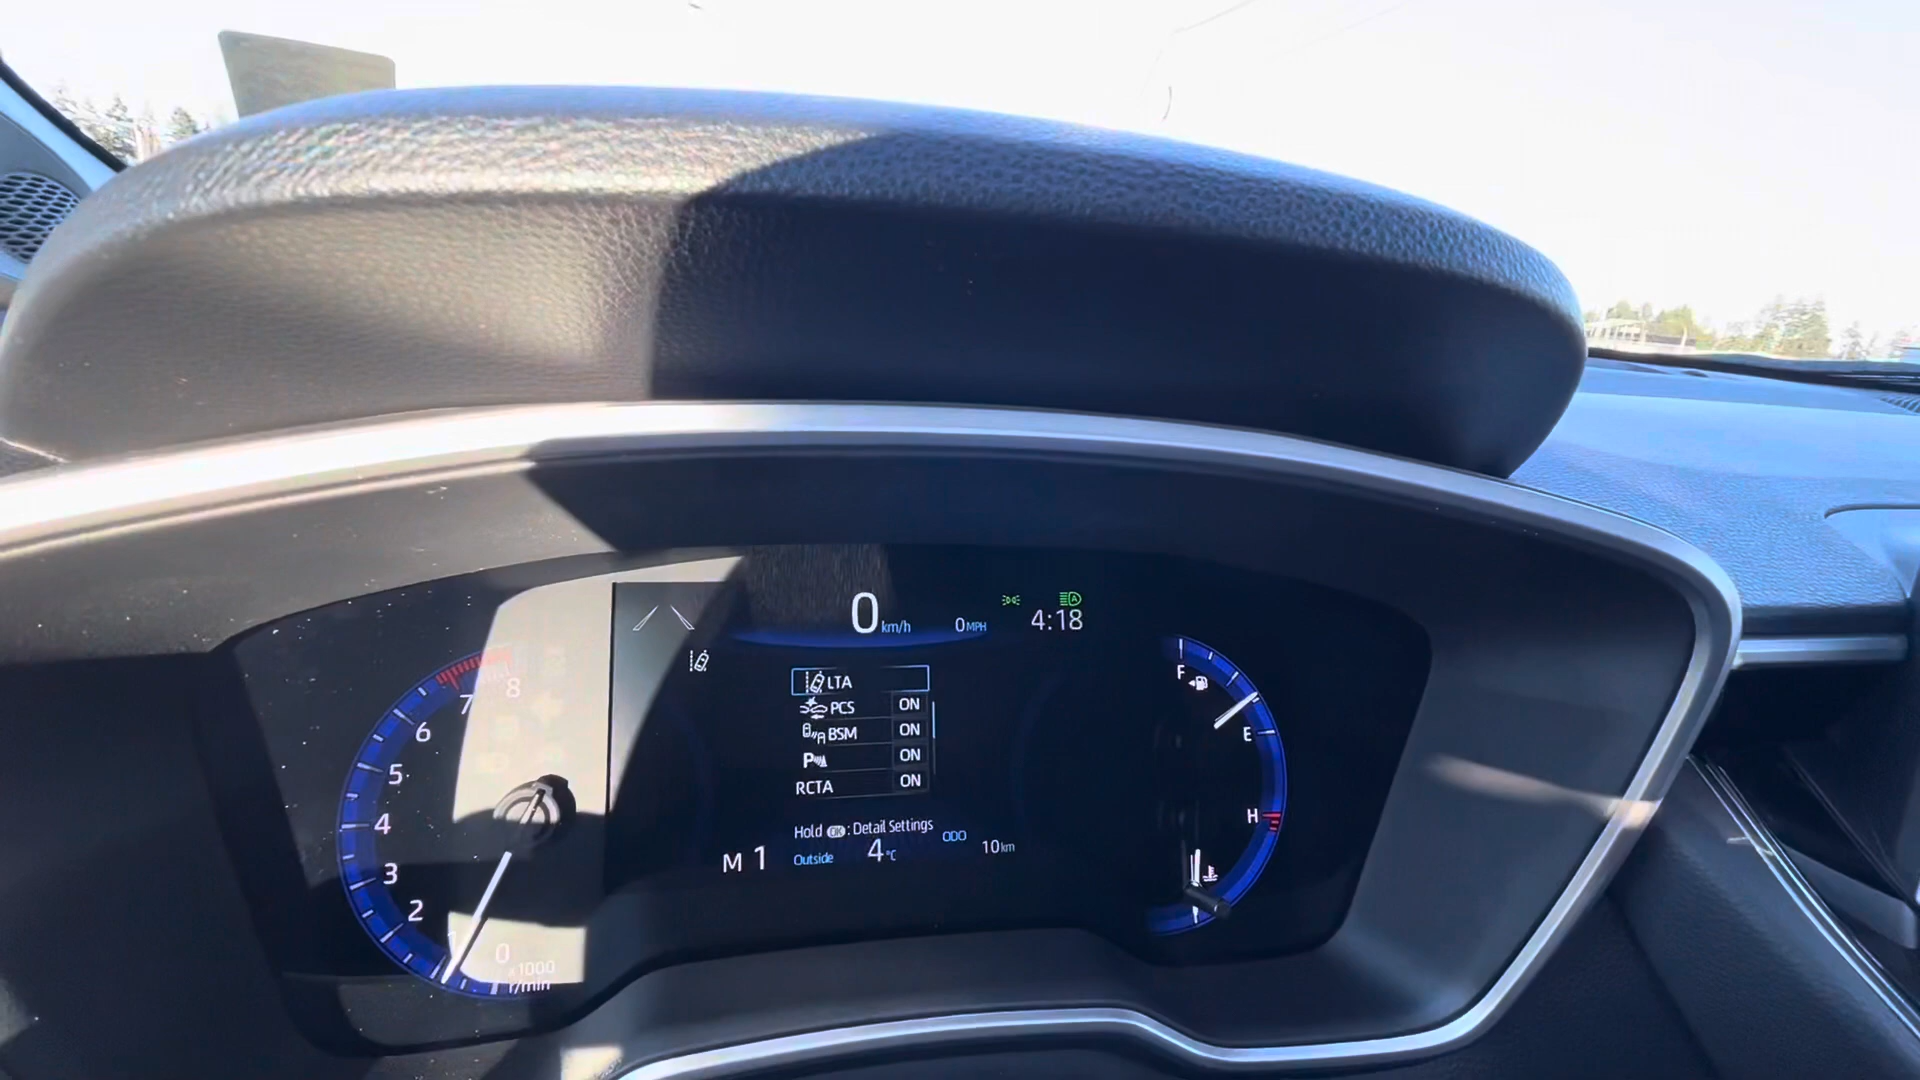 0 km/h 0 MPH 4:18
LTA
PCS ON
BSM ON
P ON
RCTA ON
Hold OK : Detail Settings
M 1 Outside 4°C ODO 10 km
8
7
6
5
4
3
2
1
0
x1000
r/min
F
E
H